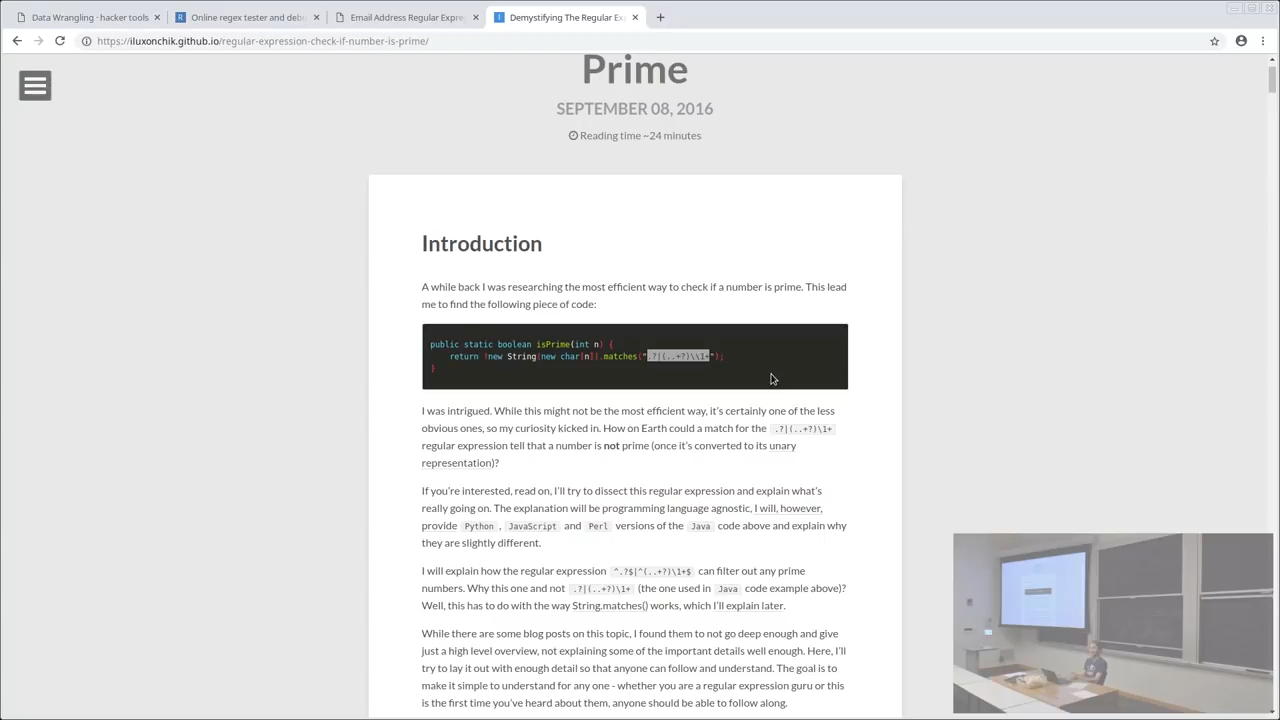 Data Wrangling · hacker tools
Online regex tester and debu
Email Address Regular Expre
Demystifying The Regular Ex
https://iluxonchik.github.io/regular-expression-check-if-number-is-prime/
Prime
SEPTEMBER 08, 2016
Reading time ~24 minutes
Introduction
A while back I was researching the most efficient way to check if a number is prime. This lead
me to find the following piece of code:
public static boolean isPrime(int n) {
return !new String(new char[n]).matches(".?|(..+?)\\1+");
}
I was intrigued. While this might not be the most efficient way, it's certainly one of the less
obvious ones, so my curiosity kicked in. How on Earth could a match for the .?|(..+?)\1+
regular expression tell that a number is not prime (once it's converted to its unary
representation)?
If you're interested, read on, I'll try to dissect this regular expression and explain what's
really going on. The explanation will be programming language agnostic, I will, however,
provide Python , JavaScript and Perl versions of the Java code above and explain why
they are slightly different.
I will explain how the regular expression ^.?$|^(..+?)\1+$ can filter out any prime
numbers. Why this one and not .?|(..+?)\1+ (the one used in Java code example above)?
Well, this has to do with the way String.matches() works, which I'll explain later.
While there are some blog posts on this topic, I found them to not go deep enough and give
just a high level overview, not explaining some of the important details well enough. Here, I'll
try to lay it out with enough detail so that anyone can follow and understand. The goal is to
make it simple to understand for any one - whether you are a regular expression guru or this
is the first time you've heard about them, anyone should be able to follow along.